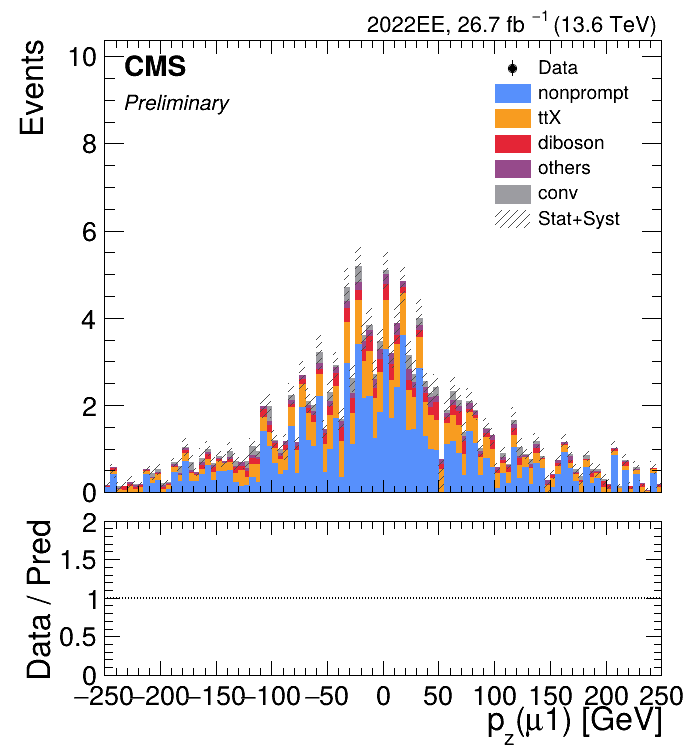 2022EE, 26.7 fb⁻¹ (13.6 TeV)
CMS
Preliminary
Events
10
8
6
4
2
0
Data
nonprompt
ttX
diboson
others
conv
Stat+Syst
Data / Pred
2
1.5
1
0.5
0
−250 −200 −150 −100 −50 0 50 100 150 200 250
p_z(μ1) [GeV]